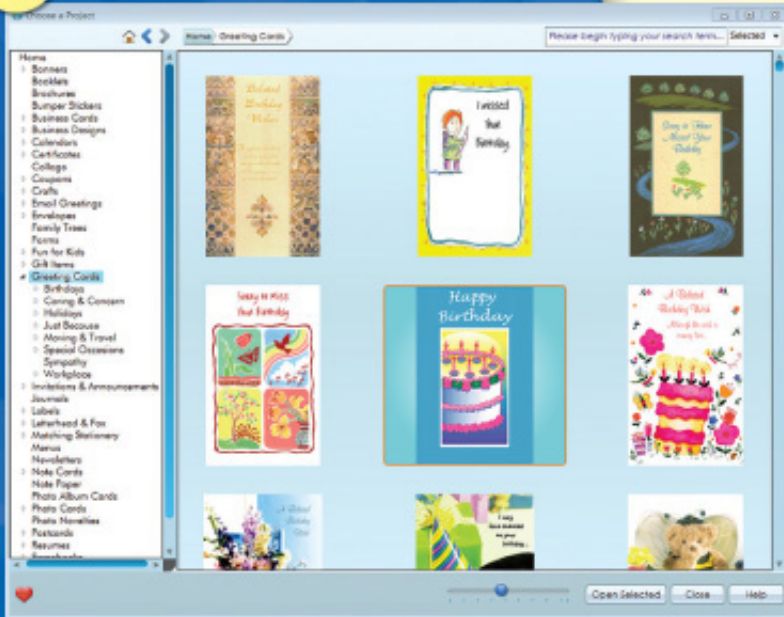 Choose a Project
Home Greeting Cards
Please begin typing your search term... Selected
Home
Banners
Booklets
Brochures
Bumper Stickers
Business Cards
Business Designs
Calendars
Certificates
Collage
Coupons
Crafts
Email Greetings
Envelopes
Family Trees
Forms
Fun for Kids
Gift Items
Greeting Cards
Birthdays
Caring & Concern
Holidays
Just Because
Moving & Travel
Special Occasions
Sympathy
Workplace
Invitations & Announcements
Journals
Labels
Letterhead & Fax
Matching Stationery
Menus
Newsletters
Note Cards
Note Paper
Photo Album Cards
Photo Cards
Photo Novelties
Postcards
Resumes
Belated
Birthday
Wishes
I missed
that
Birthday
Sorry to Miss
Your Birthday
Happy
Birthday
A Belated
Birthday Wish
A Belated
Birthday
Wish
I may
your
birthday...
Open Selected Close Help